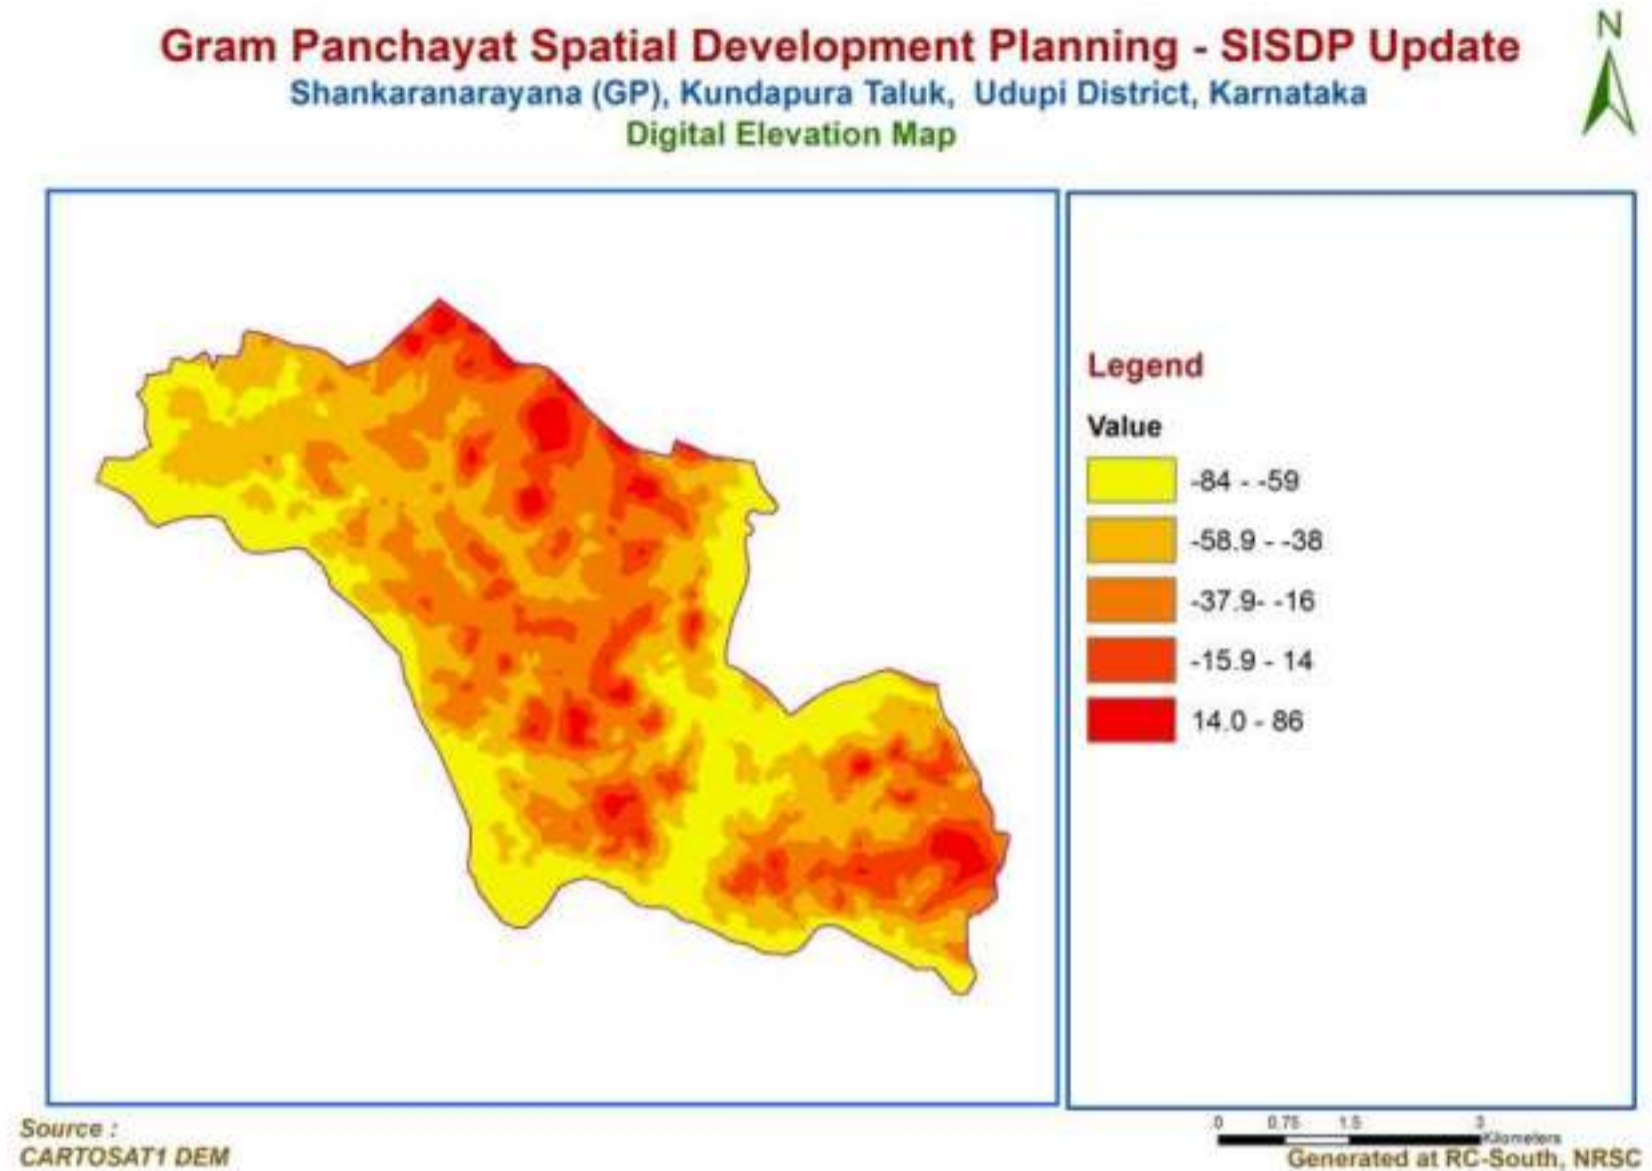 N
Gram Panchayat Spatial Development Planning - SISDP Update
Shankaranarayana (GP), Kundapura Taluk, Udupi District, Karnataka
Digital Elevation Map
Legend
Value
-84 - -59
-58.9 - -38
-37.9- -16
-15.9 - 14
14.0 - 86
Source :
CARTOSAT1 DEM
0 0.75 1.5 3
Kilometers
Generated at RC-South, NRSC